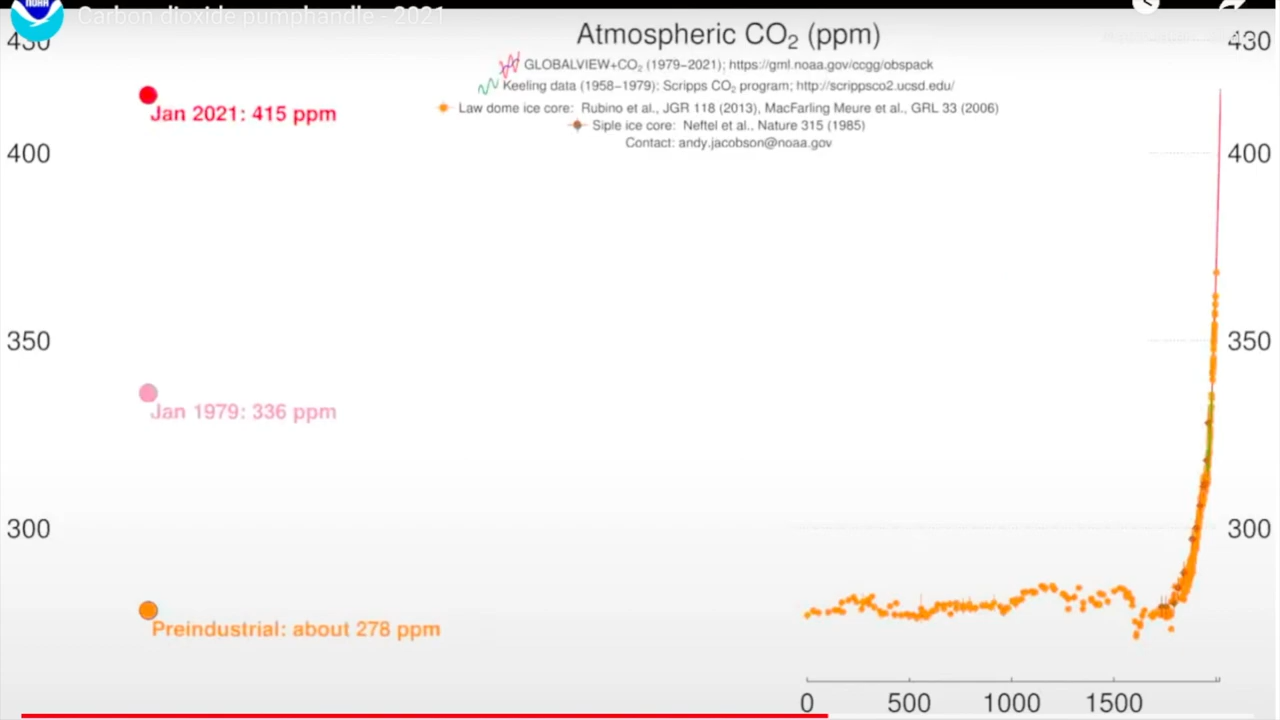 NOAA
Carbon dioxide pumphandle - 2021
Atmospheric CO₂ (ppm)
GLOBALVIEW+CO₂ (1979−2021); https://gml.noaa.gov/ccgg/obspack
Keeling data (1958−1979): Scripps CO₂ program; http://scrippsco2.ucsd.edu/
Law dome ice core: Rubino et al., JGR 118 (2013), MacFarling Meure et al., GRL 33 (2006)
Siple ice core: Neftel et al., Nature 315 (1985)
Contact: andy.jacobson@noaa.gov
430
430
Jan 2021: 415 ppm
400
400
350
350
Jan 1979: 336 ppm
300
300
Preindustrial: about 278 ppm
0 500 1000 1500